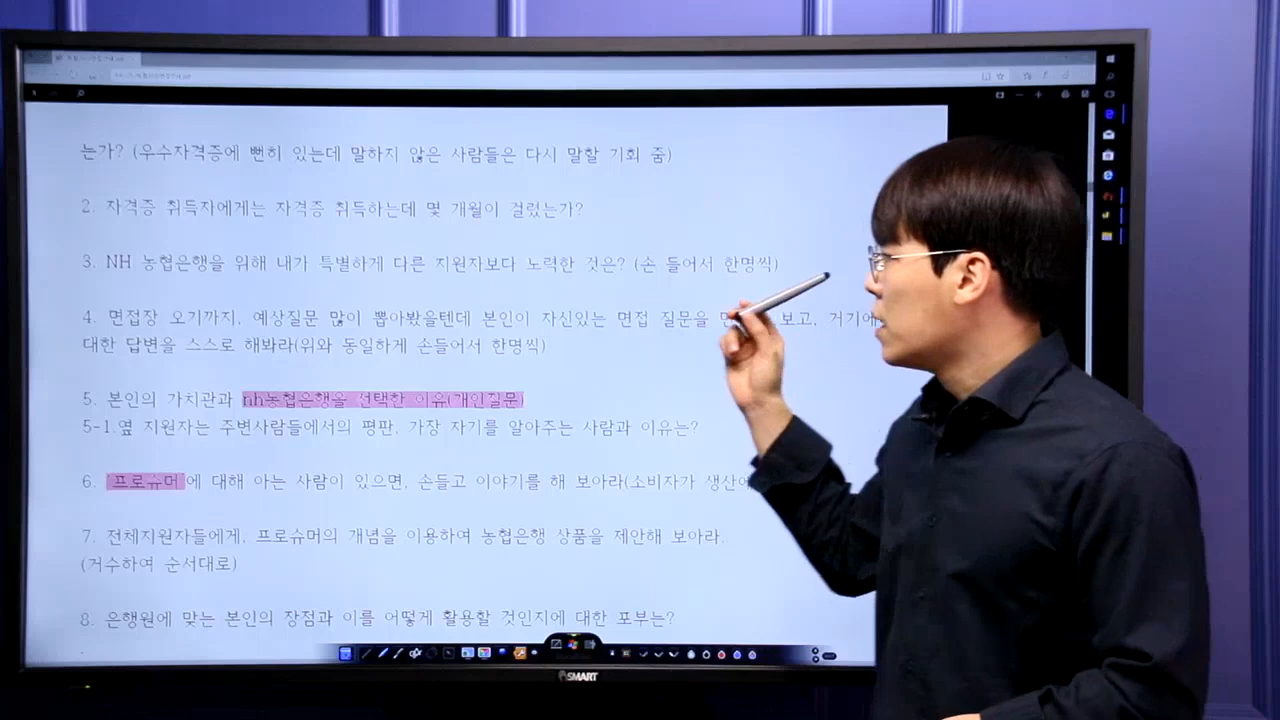 는가? (우수자격증에 뻔히 있는데 말하지 않은 사람들은 다시 말할 기회 줌)
2. 자격증 취득자에게는 자격증 취득하는데 몇 개월이 걸렸는가?
3. NH 농협은행을 위해 내가 특별하게 다른 지원자보다 노력한 것은? (손 들어서 한명씩)
4. 면접장 오기까지, 예상질문 많이 뽑아봤을텐데 본인이 자신있는 면접 질문을 보고, 거기에
대한 답변을 스스로 해봐라(위와 동일하게 손들어서 한명씩)
5. 본인의 가치관과 nh농협은행을 선택한 이유(개인질문)
5-1.옆 지원자는 주변사람들에서의 평판, 가장 자기를 알아주는 사람과 이유는?
6. 프로슈머에 대해 아는 사람이 있으면, 손들고 이야기를 해 보아라(소비자가 생산에
7. 전체지원자들에게, 프로슈머의 개념을 이용하여 농협은행 상품을 제안해 보아라.
(거수하여 순서대로)
8. 은행원에 맞는 본인의 장점과 이를 어떻게 활용할 것인지에 대한 포부는?
SMART